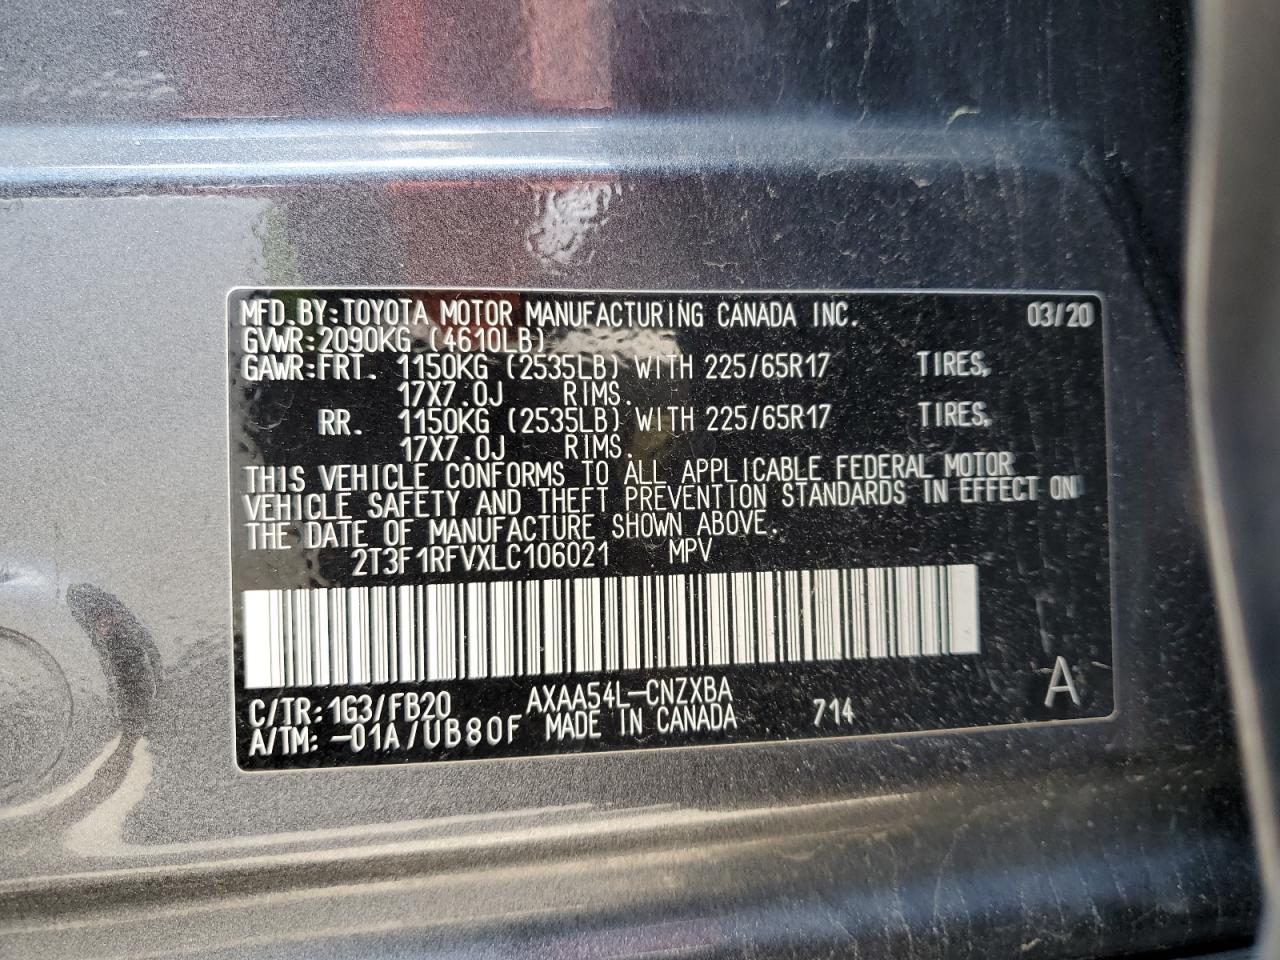 MFD.BY:TOYOTA MOTOR MANUFACTURING CANADA INC. 03/20
GVWR:2090KG (4610LB)
GAWR:FRT. 1150KG (2535LB) WITH 225/65R17 TIRES,
17X7.0J RIMS.
RR. 1150KG (2535LB) WITH 225/65R17 TIRES,
17X7.0J RIMS.
THIS VEHICLE CONFORMS TO ALL APPLICABLE FEDERAL MOTOR
VEHICLE SAFETY AND THEFT PREVENTION STANDARDS IN EFFECT ON
THE DATE OF MANUFACTURE SHOWN ABOVE.
2T3F1RFVXLC106021 MPV
C/TR:1G3/FB20 AXAA54L-CNZXBA A
A/TM:-01A/UB80F MADE IN CANADA 714